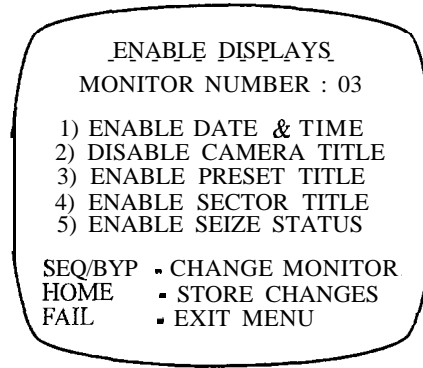 ENABLE DISPLAYS
MONITOR NUMBER : 03
1) ENABLE DATE & TIME
2) DISABLE CAMERA TITLE
3) ENABLE PRESET TITLE
4) ENABLE SECTOR TITLE
5) ENABLE SEIZE STATUS
SEQ/BYP - CHANGE MONITOR
HOME - STORE CHANGES
FAIL - EXIT MENU